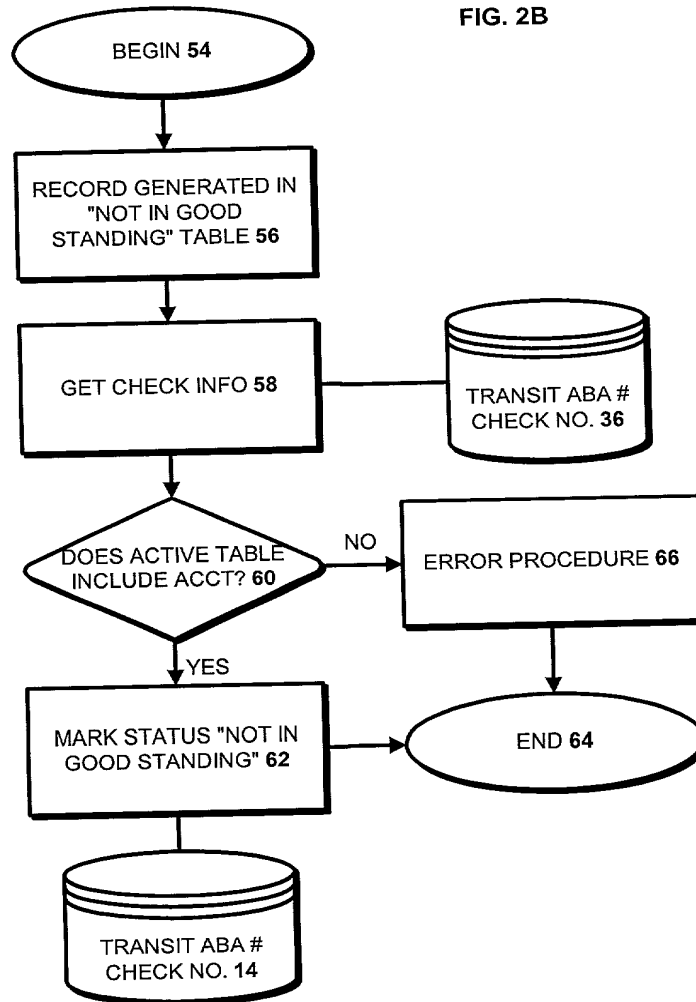 FIG. 2B
BEGIN 54
RECORD GENERATED IN
"NOT IN GOOD
STANDING" TABLE 56
GET CHECK INFO 58
TRANSIT ABA #
CHECK NO. 36
DOES ACTIVE TABLE
INCLUDE ACCT? 60
NO
ERROR PROCEDURE 66
YES
MARK STATUS "NOT IN
GOOD STANDING" 62
END 64
TRANSIT ABA #
CHECK NO. 14